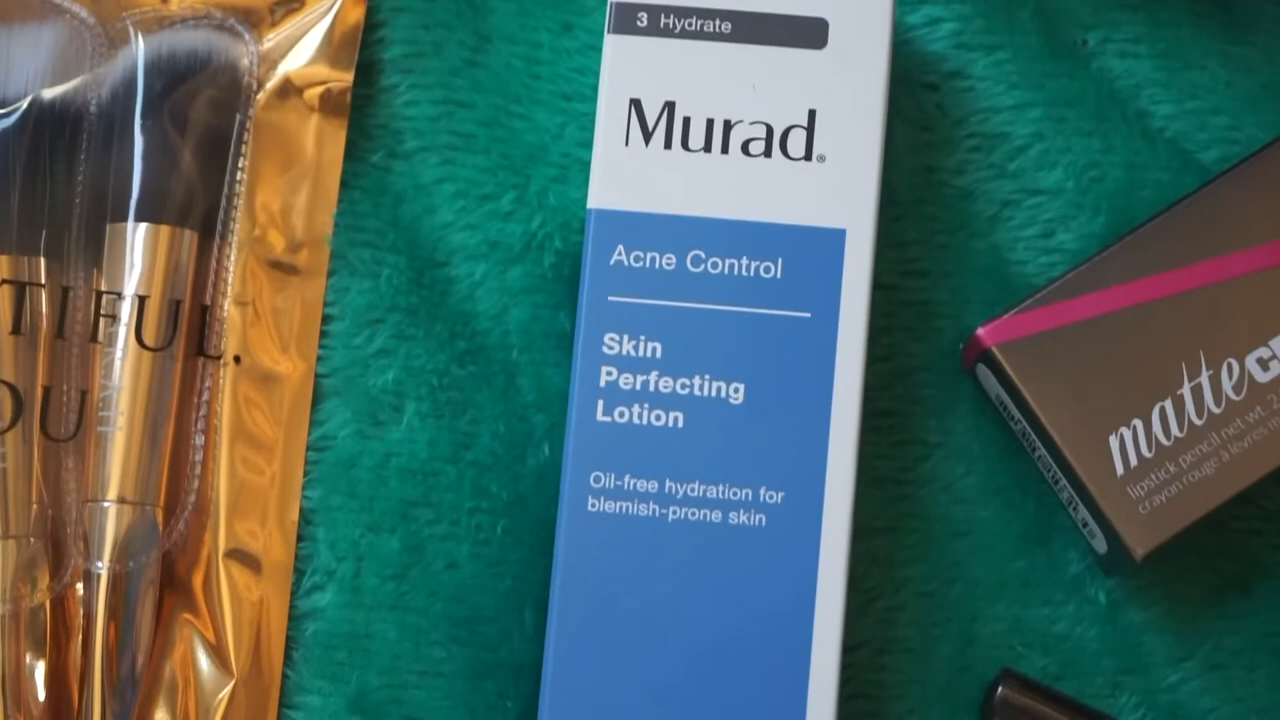 3 Hydrate
Murad®
Acne Control
Skin
Perfecting
Lotion
Oil-free hydration for
blemish-prone skin
TIFUL.
OU
matte
lipstick pencil net wt.
crayon rouge à lèvres